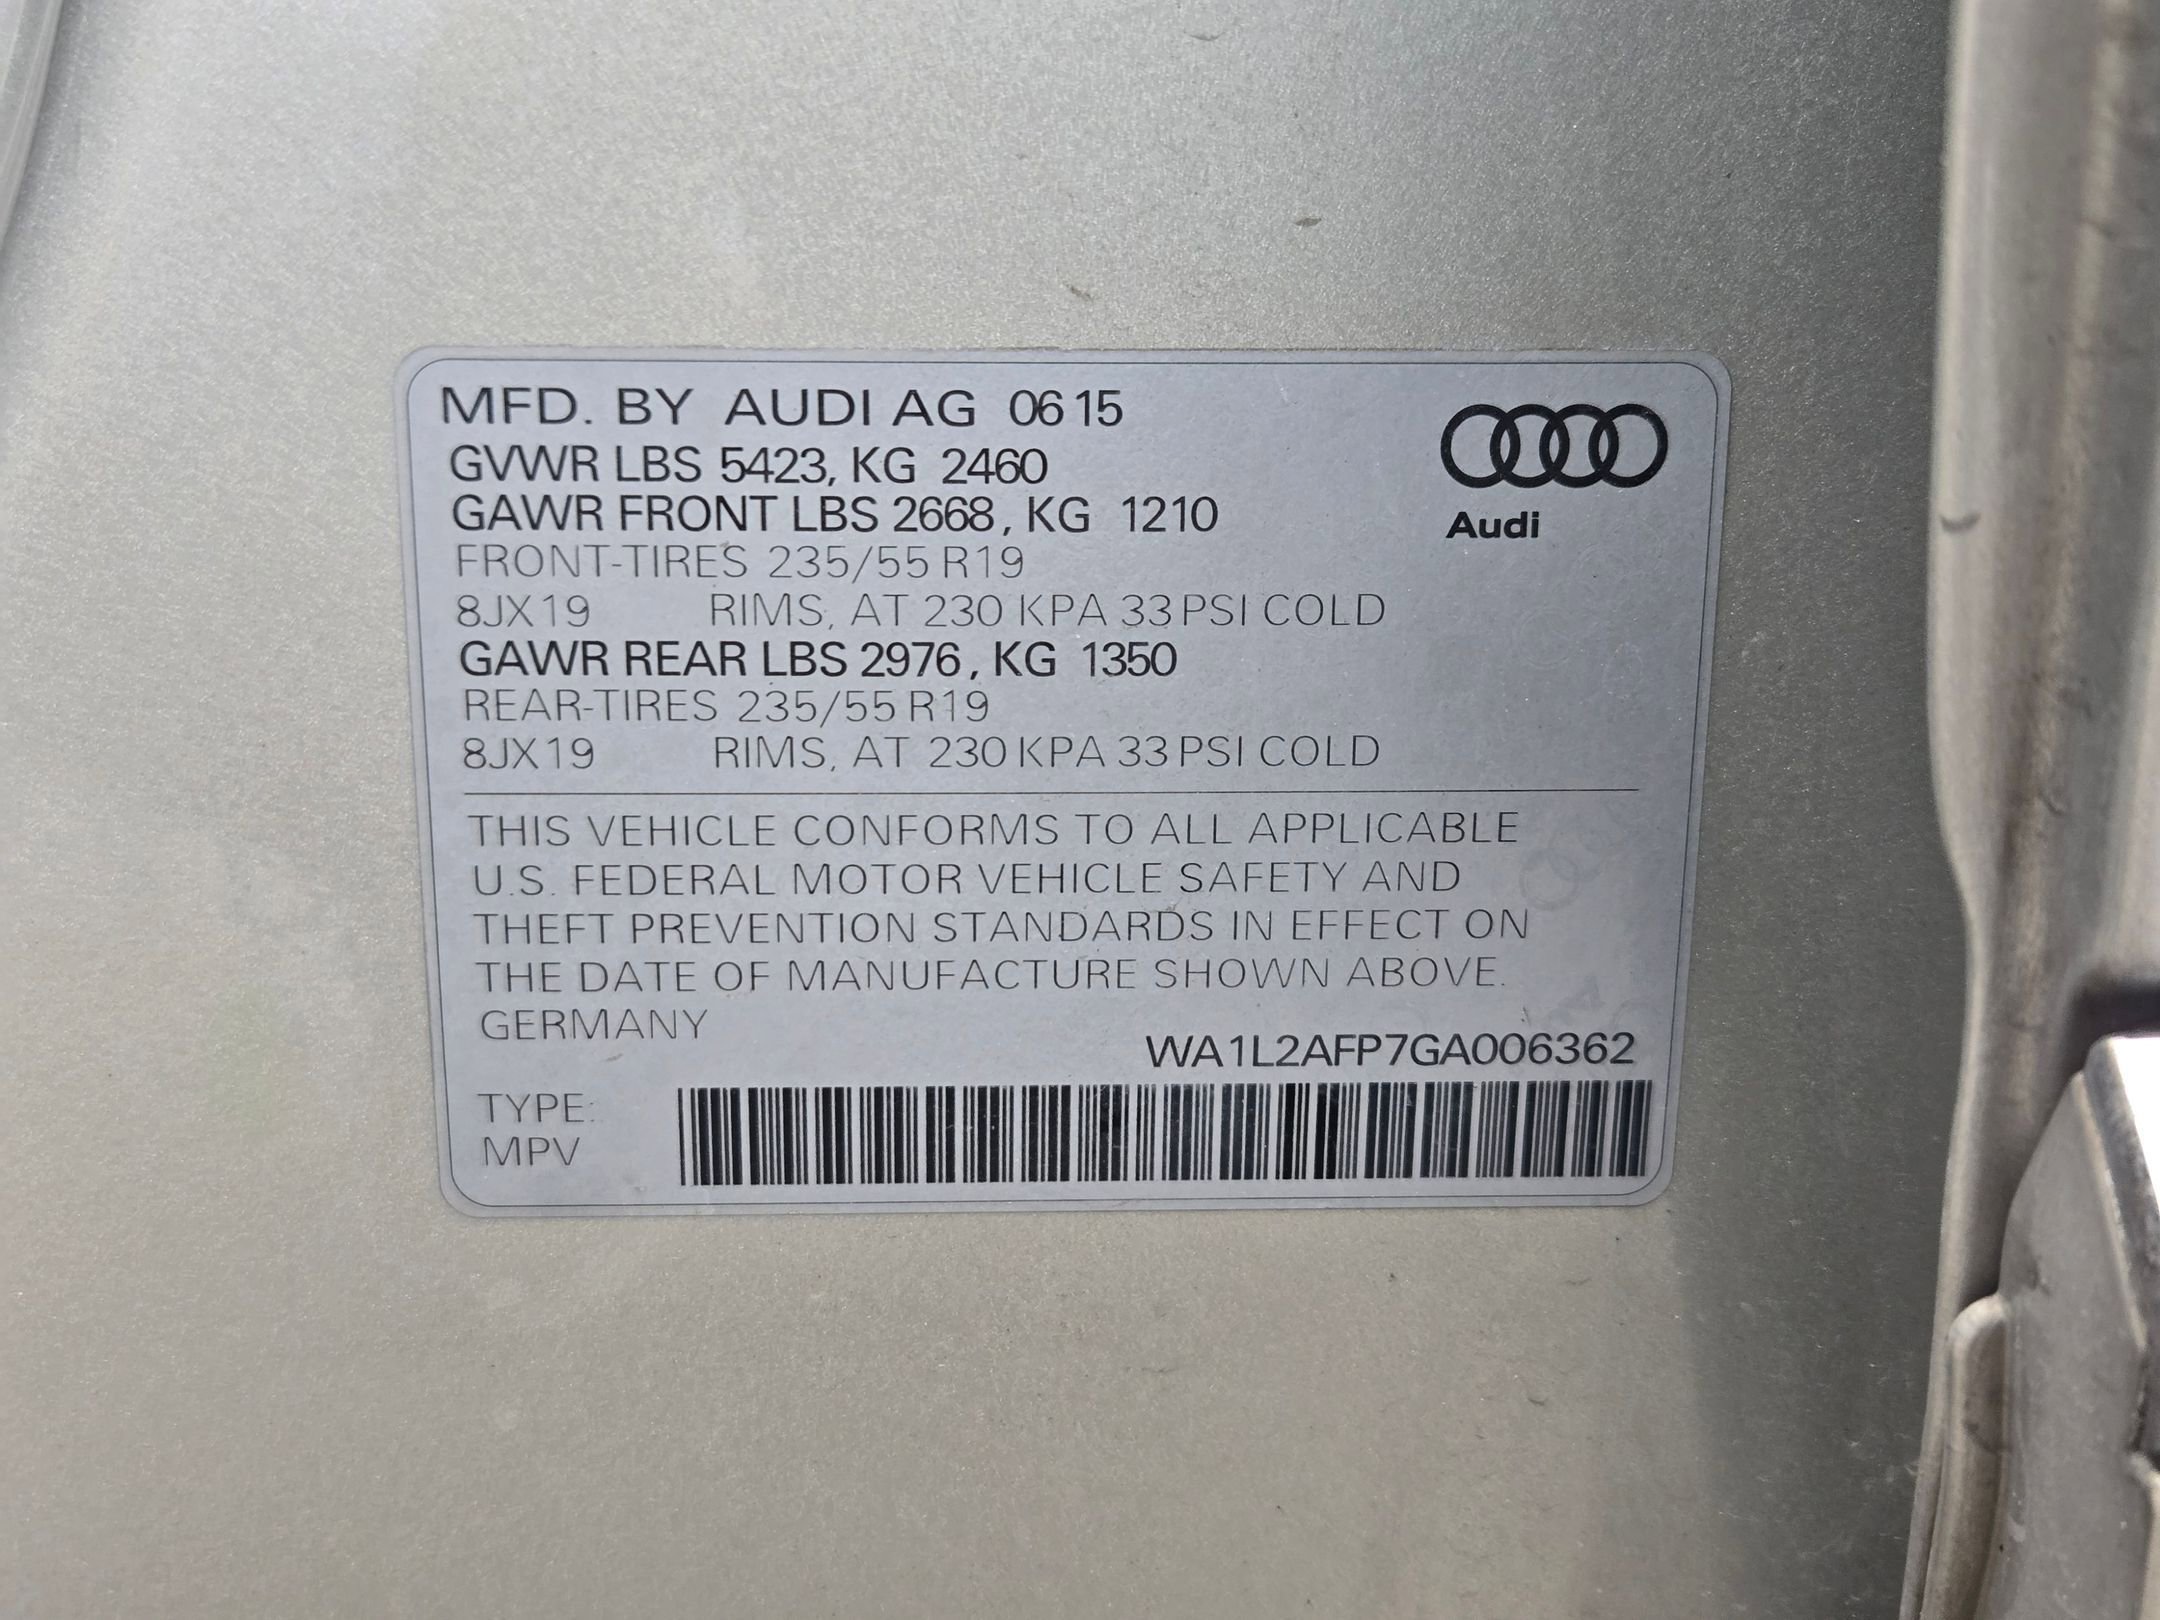 MFD. BY AUDI AG 06 15
GVWR LBS 5423, KG 2460
GAWR FRONT LBS 2668, KG 1210
FRONT-TIRES 235/55 R19
8JX19 RIMS, AT 230 KPA 33 PSI COLD
GAWR REAR LBS 2976, KG 1350
REAR-TIRES 235/55 R19
8JX19 RIMS, AT 230 KPA 33 PSI COLD
Audi
THIS VEHICLE CONFORMS TO ALL APPLICABLE
U.S. FEDERAL MOTOR VEHICLE SAFETY AND
THEFT PREVENTION STANDARDS IN EFFECT ON
THE DATE OF MANUFACTURE SHOWN ABOVE.
GERMANY
WA1L2AFP7GA006362
TYPE:
MPV